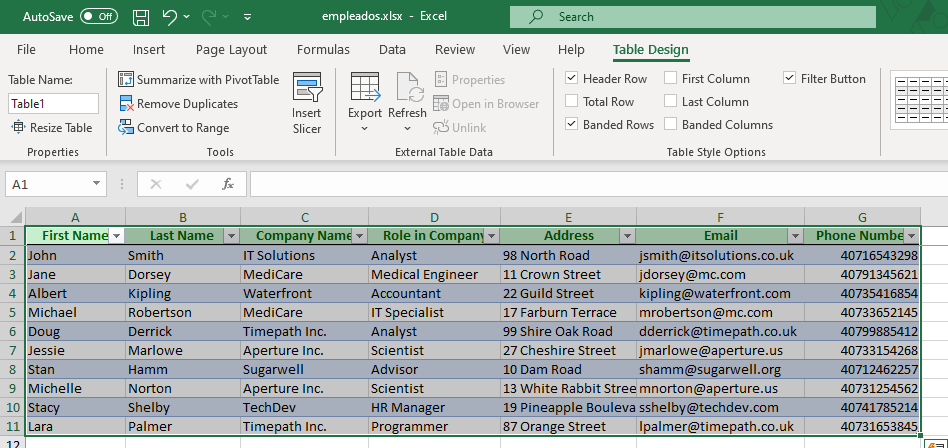 AutoSave Off empleados.xlsx - Excel Search
File Home Insert Page Layout Formulas Data Review View Help Table Design
Table Name:
Table1
Resize Table
Properties
Summarize with PivotTable
Remove Duplicates
Convert to Range
Insert
Slicer
Tools
Export Refresh
Properties
Open in Browser
Unlink
External Table Data
Header Row First Column Filter Button
Total Row Last Column
Banded Rows Banded Columns
Table Style Options
A1 fx
A B C D E F G
1 First Name Last Name Company Name Role in Company Address Email Phone Numbe
2 John Smith IT Solutions Analyst 98 North Road jsmith@itsolutions.co.uk 40716543298
3 Jane Dorsey MediCare Medical Engineer 11 Crown Street jdorsey@mc.com 40791345621
4 Albert Kipling Waterfront Accountant 22 Guild Street kipling@waterfront.com 40735416854
5 Michael Robertson MediCare IT Specialist 17 Farburn Terrace mrobertson@mc.com 40733652145
6 Doug Derrick Timepath Inc. Analyst 99 Shire Oak Road dderrick@timepath.co.uk 40799885412
7 Jessie Marlowe Aperture Inc. Scientist 27 Cheshire Street jmarlowe@aperture.us 40733154268
8 Stan Hamm Sugarwell Advisor 10 Dam Road shamm@sugarwell.org 40712462257
9 Michelle Norton Aperture Inc. Scientist 13 White Rabbit Stree mnorton@aperture.us 40731254562
10 Stacy Shelby TechDev HR Manager 19 Pineapple Bouleva sshelby@techdev.com 40741785214
11 Lara Palmer Timepath Inc. Programmer 87 Orange Street lpalmer@timepath.co.uk 40731653845
12